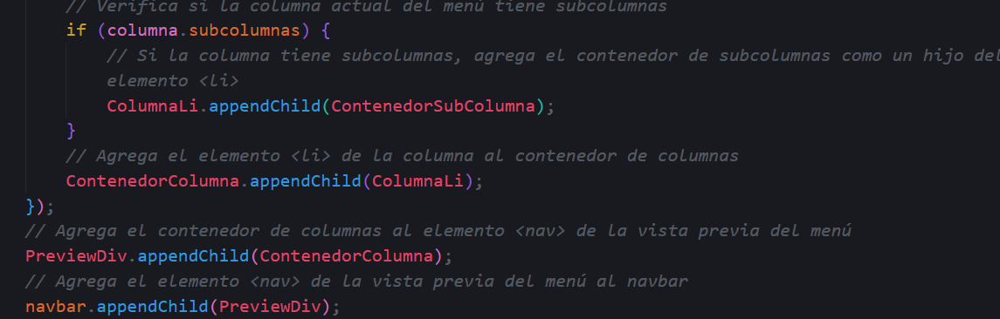 // Verifica si la columna actual del menú tiene subcolumnas
if (columna.subcolumnas) {
// Si la columna tiene subcolumnas, agrega el contenedor de subcolumnas como un hijo del
elemento <li>
ColumnaLi.appendChild(ContenedorSubColumna);
}
// Agrega el elemento <li> de la columna al contenedor de columnas
ContenedorColumna.appendChild(ColumnaLi);
});
// Agrega el contenedor de columnas al elemento <nav> de la vista previa del menú
PreviewDiv.appendChild(ContenedorColumna);
// Agrega el elemento <nav> de la vista previa del menú al navbar
navbar.appendChild(PreviewDiv);